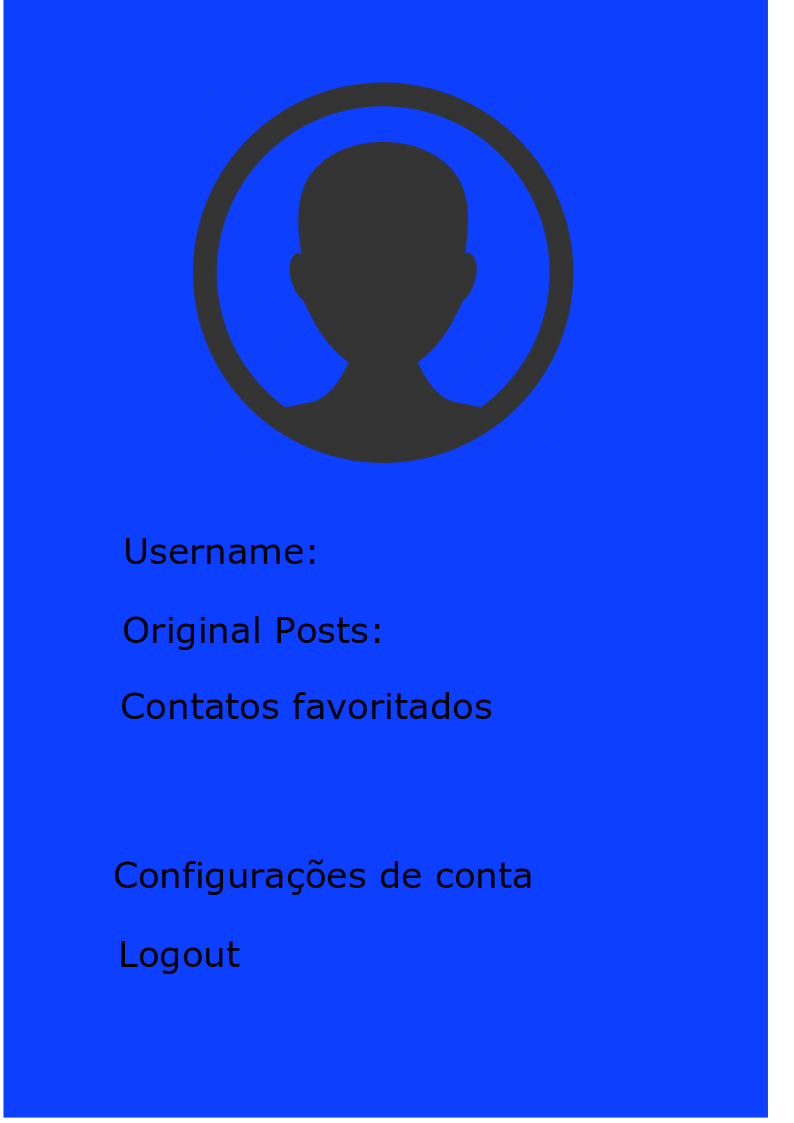 Username:
Original Posts:
Contatos favoritados
Configurações de conta
Logout